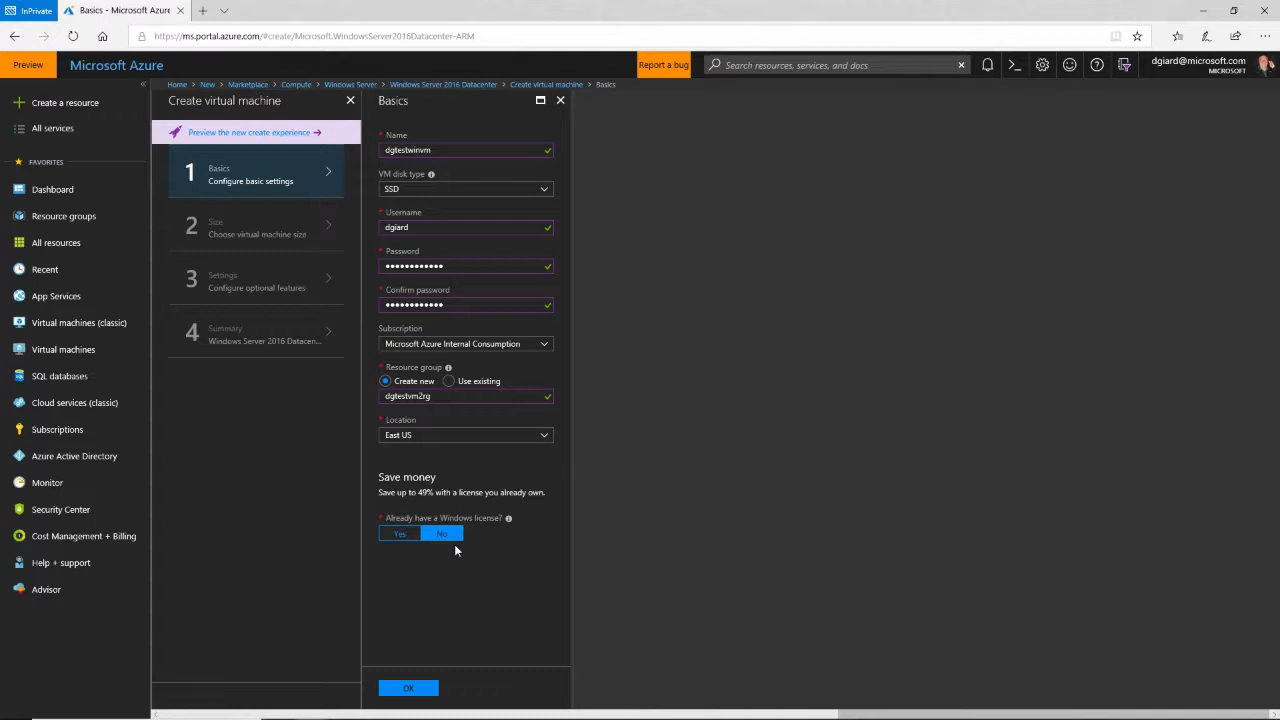 InPrivate
Basics - Microsoft Azure
https://ms.portal.azure.com/#create/Microsoft.WindowsServer2016Datacenter-ARM
Preview
Microsoft Azure
Report a bug
Search resources, services, and docs
dgiard@microsoft.com
MICROSOFT
Create a resource
All services
FAVORITES
Dashboard
Resource groups
All resources
Recent
App Services
Virtual machines (classic)
Virtual machines
SQL databases
Cloud services (classic)
Subscriptions
Azure Active Directory
Monitor
Security Center
Cost Management + Billing
Help + support
Advisor
Home > New > Marketplace > Compute > Windows Server > Windows Server 2016 Datacenter > Create virtual machine > Basics
Create virtual machine
Preview the new create experience
1
Basics
Configure basic settings
2
Size
Choose virtual machine size
3
Settings
Configure optional features
4
Summary
Windows Server 2016 Datacen...
Basics
* Name
dgtestwinvm
VM disk type
SSD
* Username
dgiard
* Password
••••••••••••
* Confirm password
••••••••••••
Subscription
Microsoft Azure Internal Consumption
* Resource group
Create new Use existing
dgtestvm2rg
* Location
East US
Save money
Save up to 49% with a license you already own.
* Already have a Windows license?
Yes No
OK